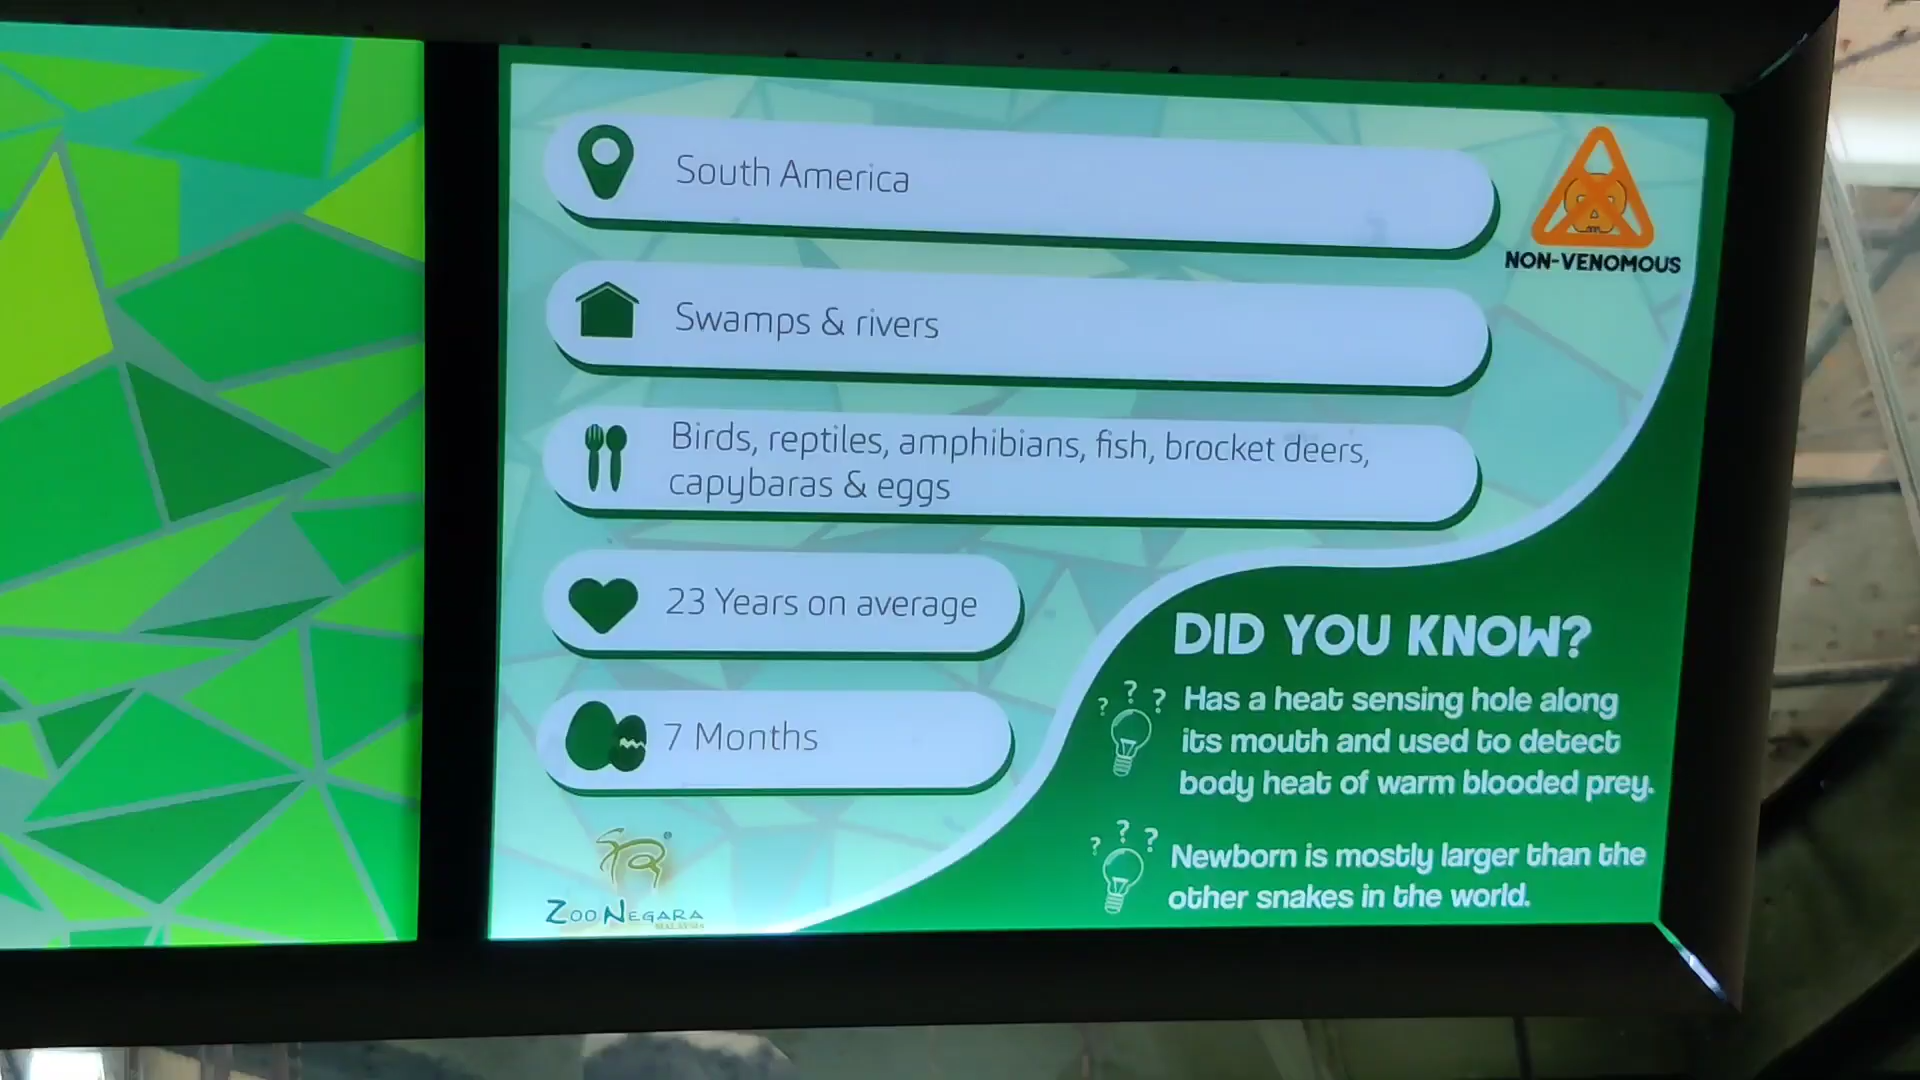 South America
NON-VENOMOUS
Swamps & rivers
Birds, reptiles, amphibians, fish, brocket deers,
capybaras & eggs
23 Years on average
7 Months
DID YOU KNOW?
? ? ? Has a heat sensing hole along
its mouth and used to detect
body heat of warm blooded prey.
? ? ? Newborn is mostly larger than the
other snakes in the world.
ZOO NEGARA
MALAYSIA